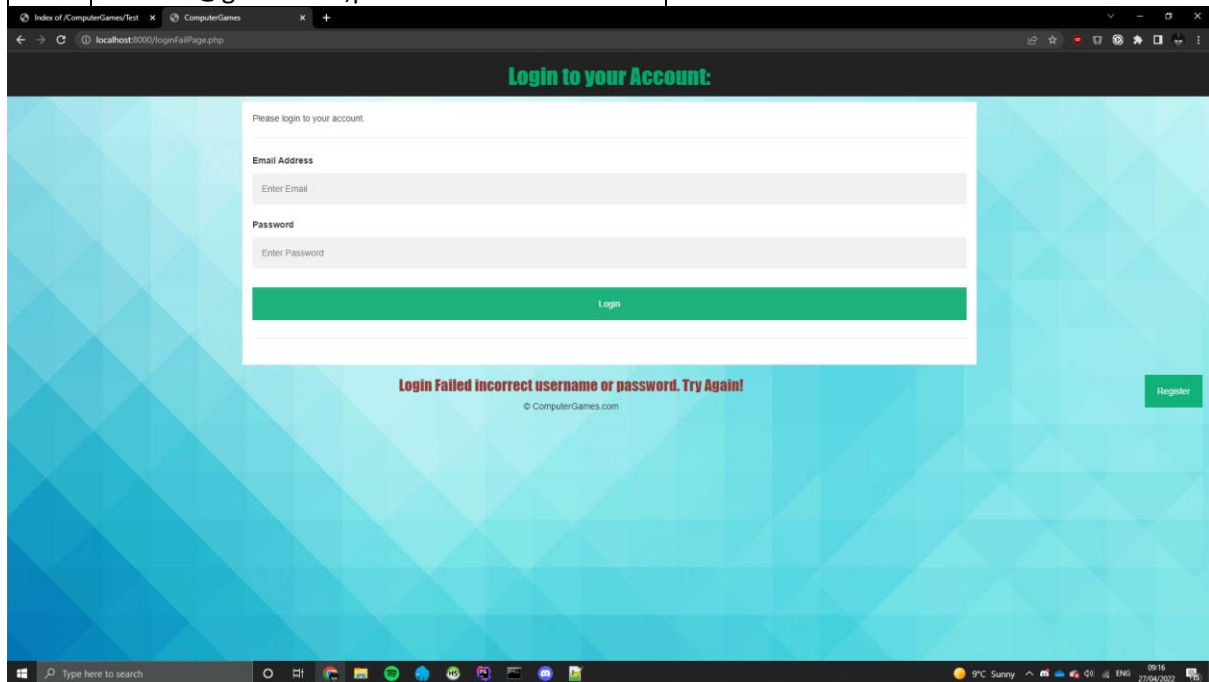 Index of /ComputerGames/Test
ComputerGames
localhost:8000/loginFailPage.php
Login to your Account:
Please login to your account.
Email Address
Enter Email
Password
Enter Password
Login
Login Failed incorrect username or password. Try Again!
Register
© ComputerGames.com
Type here to search
9°C Sunny
ENG
09:16
27/04/2022